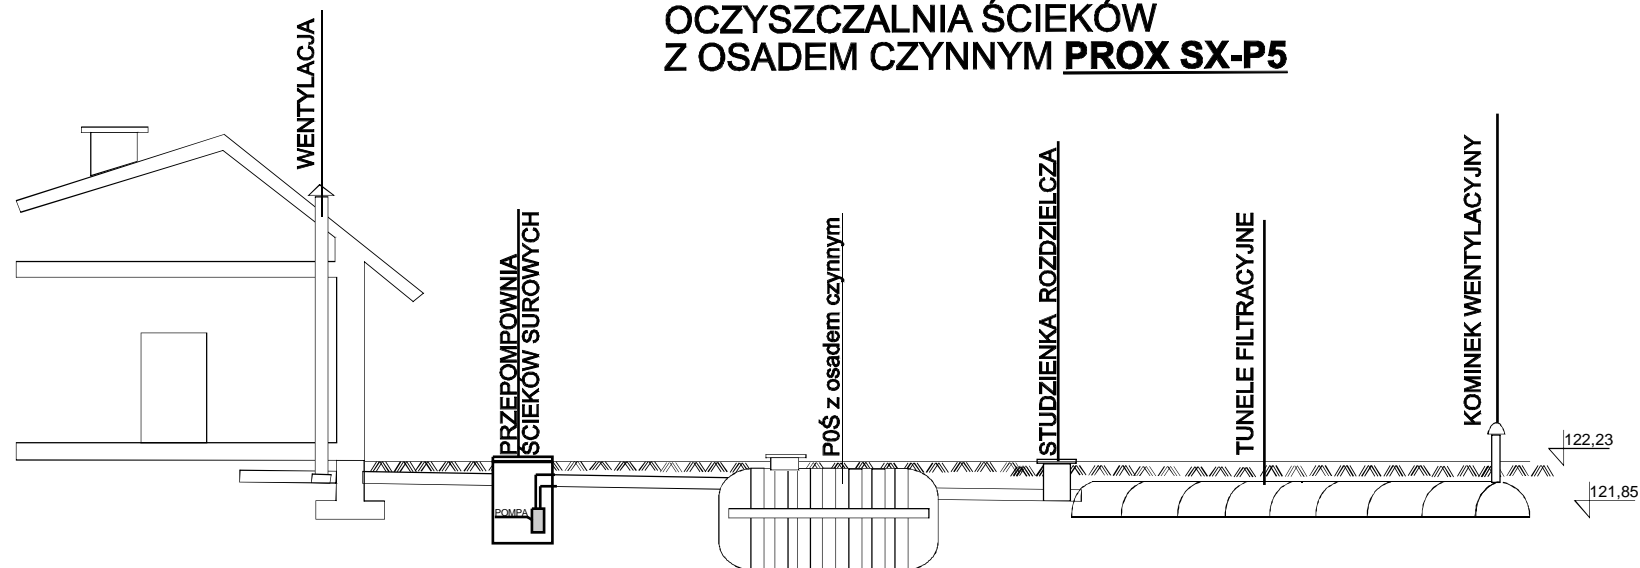 OCZYSZCZALNIA ŚCIEKÓW
Z OSADEM CZYNNYM PROX SX-P5
WENTYLACJA
PRZEPOMPOWNIA
ŚCIEKÓW SUROWYCH
P0Ś z osadem czynnym
STUDZIENKA ROZDZIELCZA
TUNELE FILTRACYJNE
KOMINEK WENTYLACYJNY
122,23
121,85
POMPA